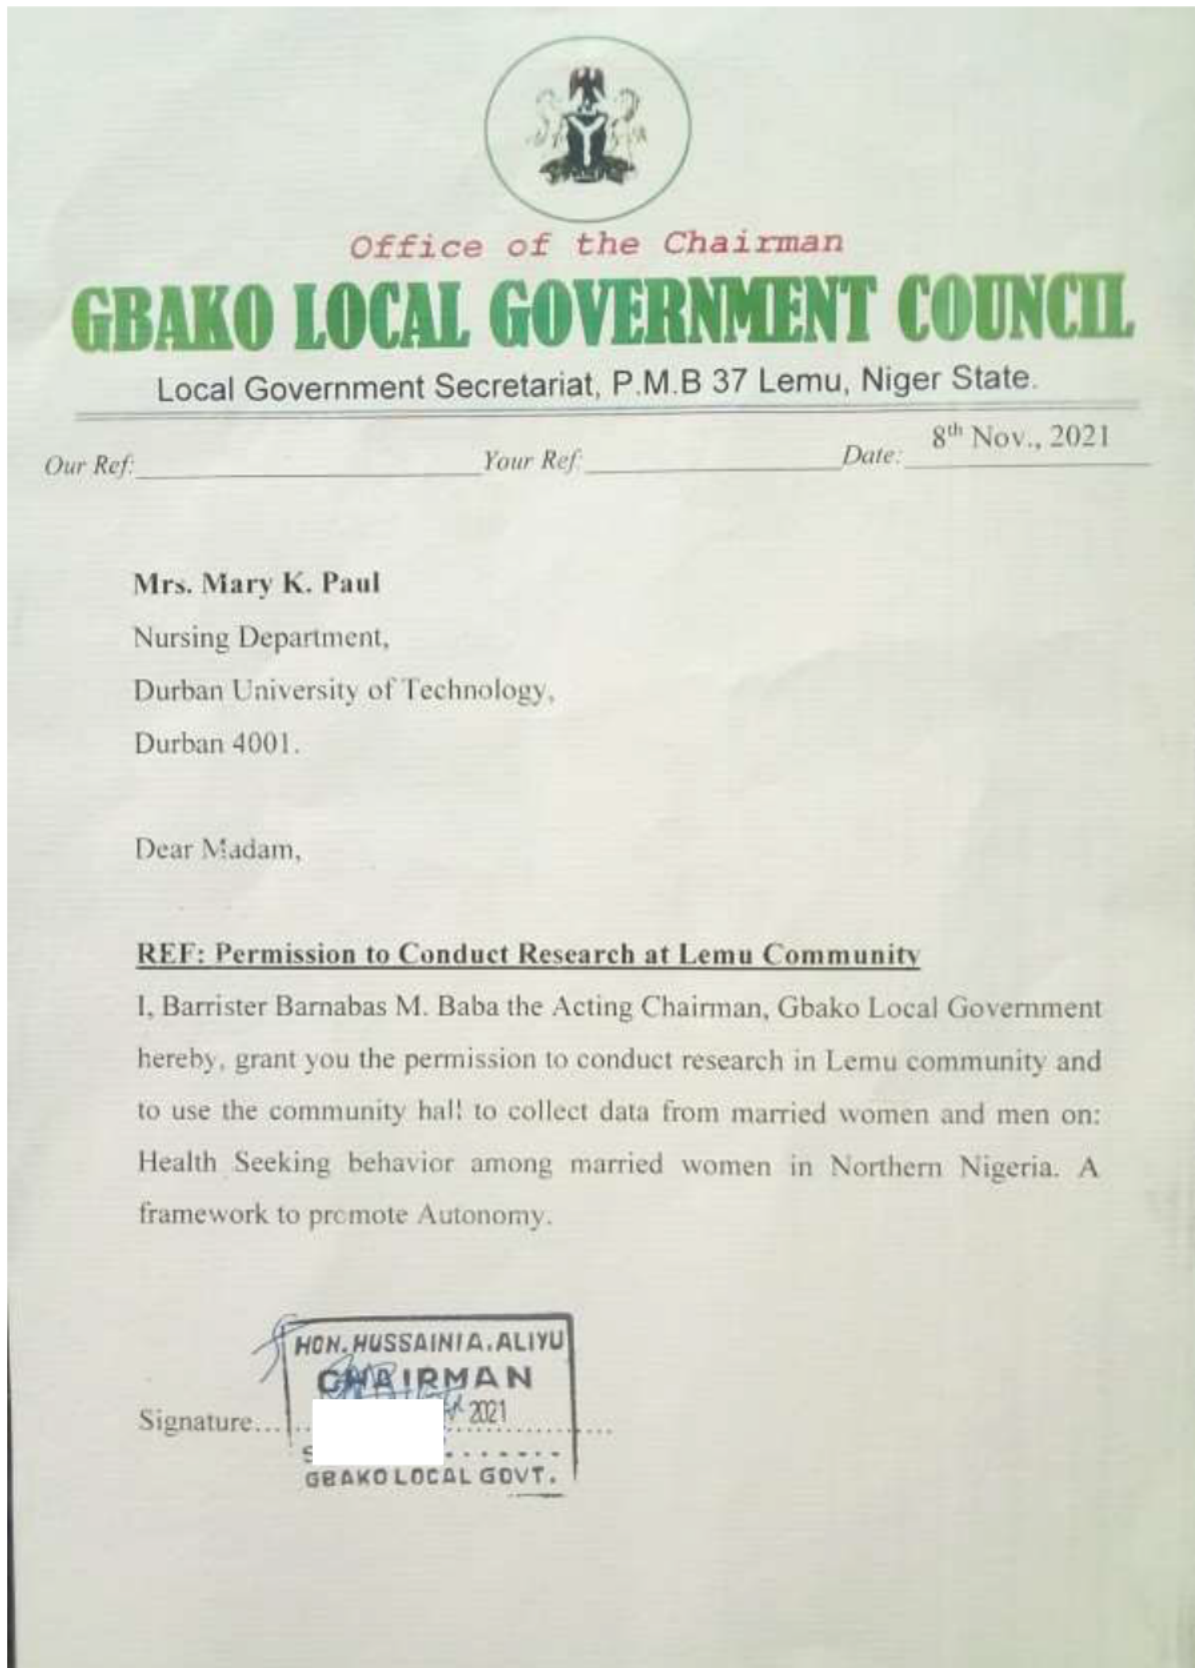 Office of the Chairman
GBAKO LOCAL GOVERNMENT COUNCIL
Local Government Secretariat, P.M.B 37 Lemu, Niger State.
Our Ref: Your Ref: Date: 8th Nov., 2021
Mrs. Mary K. Paul
Nursing Department,
Durban University of Technology,
Durban 4001.
Dear Madam,
REF: Permission to Conduct Research at Lemu Community
I, Barrister Barnabas M. Baba the Acting Chairman, Gbako Local Government
hereby, grant you the permission to conduct research in Lemu community and
to use the community hall to collect data from married women and men on:
Health Seeking behavior among married women in Northern Nigeria. A
framework to promote Autonomy.
HON. HUSSAINI A. ALIYU
CHAIRMAN
2021
Signature...
GBAKO LOCAL GOVT.